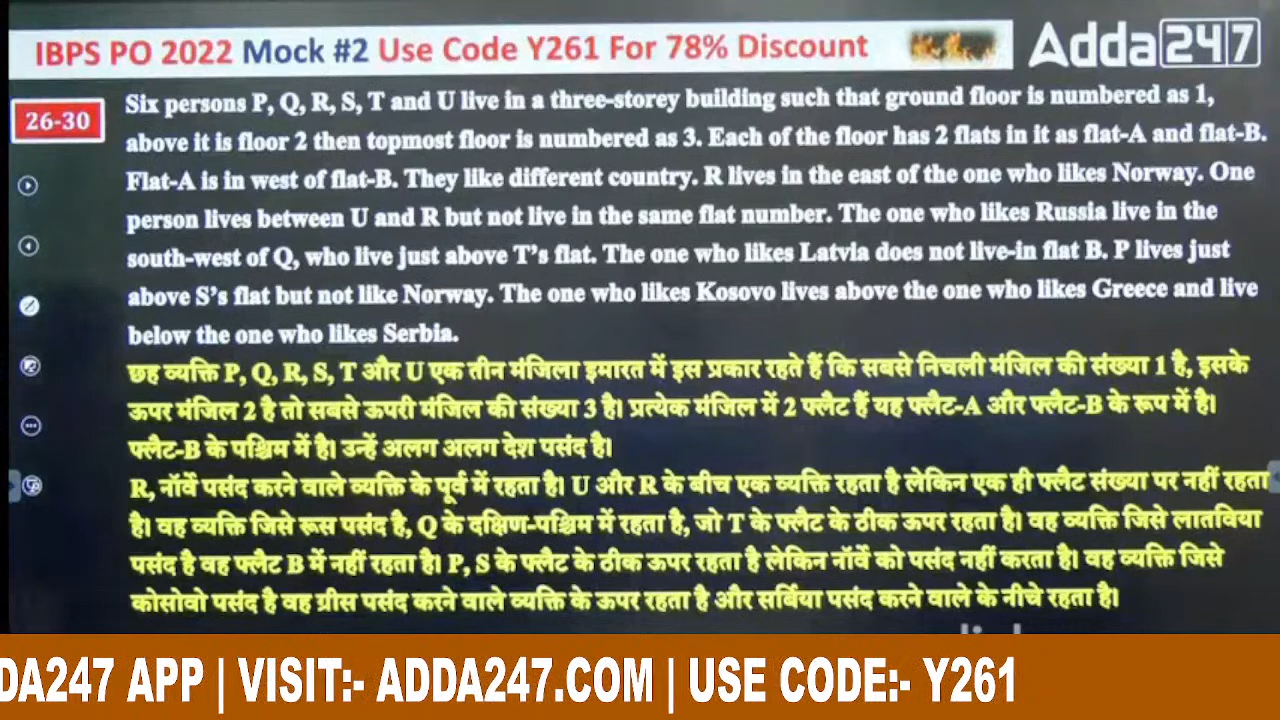 IBPS PO 2022 Mock #2 Use Code Y261 For 78% Discount
Adda247
26-30
Six persons P, Q, R, S, T and U live in a three-storey building such that ground floor is numbered as 1,
above it is floor 2 then topmost floor is numbered as 3. Each of the floor has 2 flats in it as flat-A and flat-B.
Flat-A is in west of flat-B. They like different country. R lives in the east of the one who likes Norway. One
person lives between U and R but not live in the same flat number. The one who likes Russia live in the
south-west of Q, who live just above T's flat. The one who likes Latvia does not live-in flat B. P lives just
above S's flat but not like Norway. The one who likes Kosovo lives above the one who likes Greece and live
below the one who likes Serbia.
छह व्यक्ति P, Q, R, S, T और U एक तीन मंजिला इमारत में इस प्रकार रहते हैं कि सबसे निचली मंजिल की संख्या 1 है, इसके
ऊपर मंजिल 2 है तो सबसे ऊपरी मंजिल की संख्या 3 है। प्रत्येक मंजिल में 2 फ्लैट हैं यह फ्लैट-A और फ्लैट-B के रूप में है।
फ्लैट-B के पश्चिम में है। उन्हें अलग अलग देश पसंद है।
R, नॉर्वे पसंद करने वाले व्यक्ति के पूर्व में रहता है। U और R के बीच एक व्यक्ति रहता है लेकिन एक ही फ्लैट संख्या पर नहीं रहता
है। वह व्यक्ति जिसे रूस पसंद है, Q के दक्षिण-पश्चिम में रहता है, जो T के फ्लैट के ठीक ऊपर रहता है। वह व्यक्ति जिसे लातविया
पसंद है वह फ्लैट B में नहीं रहता है। P, S के फ्लैट के ठीक ऊपर रहता है लेकिन नॉर्वे को पसंद नहीं करता है। वह व्यक्ति जिसे
कोसोवो पसंद है वह ग्रीस पसंद करने वाले के ऊपर रहता है और सर्बिया पसंद करने वाले के नीचे रहता है।
DA247 APP | VISIT:- ADDA247.COM | USE CODE:- Y261